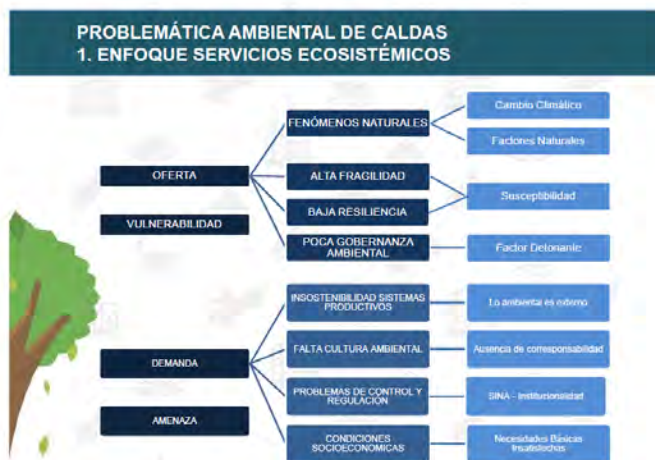 PROBLEMÁTICA AMBIENTAL DE CALDAS
1. ENFOQUE SERVICIOS ECOSISTÉMICOS
Cambio Climático
FENÓMENOS NATURALES
Factores Naturales
OFERTA
ALTA FRAGILIDAD
Susceptibilidad
BAJA RESILIENCIA
VULNERABILIDAD
POCA GOBERNANZA
AMBIENTAL
Factor Detonante
INSOSTENIBILIDAD SISTEMAS
PRODUCTIVOS
Lo ambiental es externo
DEMANDA
FALTA CULTURA AMBIENTAL
Ausencia de corresponsabilidad
PROBLEMAS DE CONTROL Y
REGULACIÓN
SINA - Institucionalidad
AMENAZA
CONDICIONES
SOCIOECONOMICAS
Necesidades Básicas
Insatisfechas